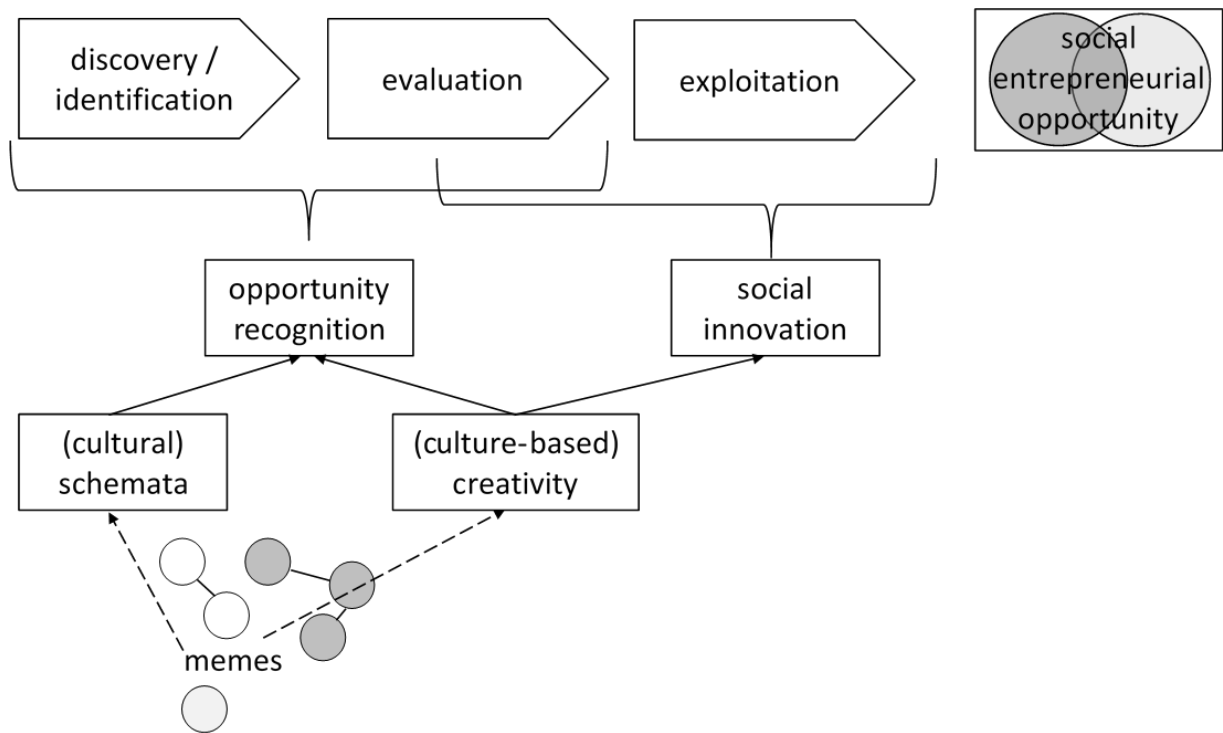 discovery /
identification
evaluation
exploitation
social
entrepreneurial
opportunity
opportunity
recognition
social
innovation
(cultural)
schemata
(culture-based)
creativity
memes